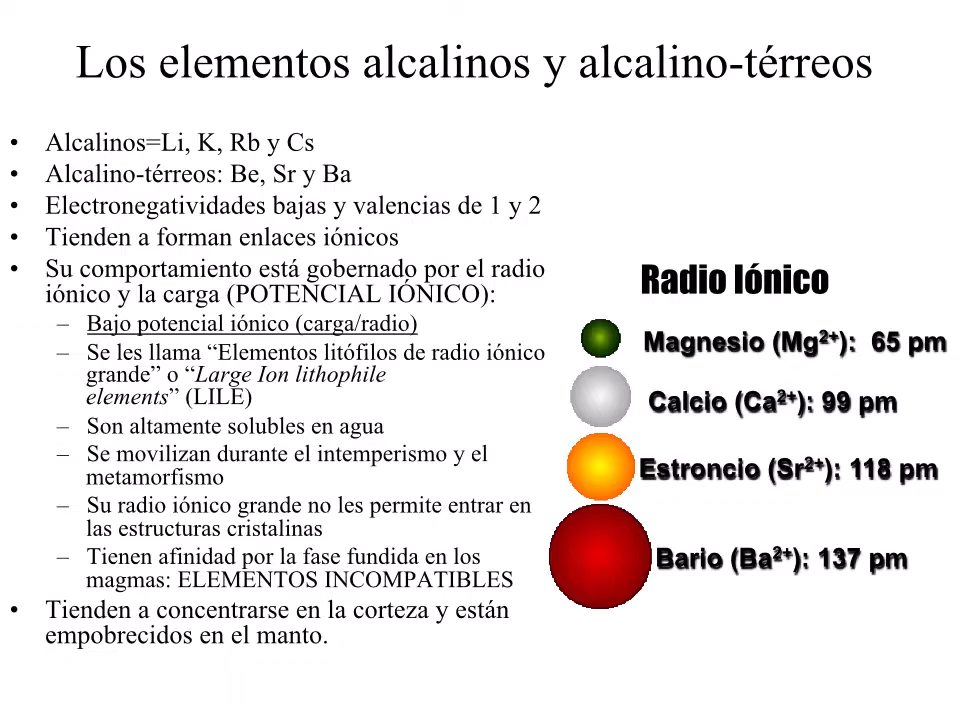 Los elementos alcalinos y alcalino-térreos
• Alcalinos=Li, K, Rb y Cs
• Alcalino-térreos: Be, Sr y Ba
• Electronegatividades bajas y valencias de 1 y 2
• Tienden a forman enlaces iónicos
• Su comportamiento está gobernado por el radio
iónico y la carga (POTENCIAL IÓNICO):
– Bajo potencial iónico (carga/radio)
– Se les llama “Elementos litófilos de radio iónico
grande” o “Large Ion lithophile
elements” (LILE)
– Son altamente solubles en agua
– Se movilizan durante el intemperismo y el
metamorfismo
– Su radio iónico grande no les permite entrar en
las estructuras cristalinas
– Tienen afinidad por la fase fundida en los
magmas: ELEMENTOS INCOMPATIBLES
• Tienden a concentrarse en la corteza y están
empobrecidos en el manto.
Radio Iónico
Magnesio (Mg²⁺): 65 pm
Calcio (Ca²⁺): 99 pm
Estroncio (Sr²⁺): 118 pm
Bario (Ba²⁺): 137 pm